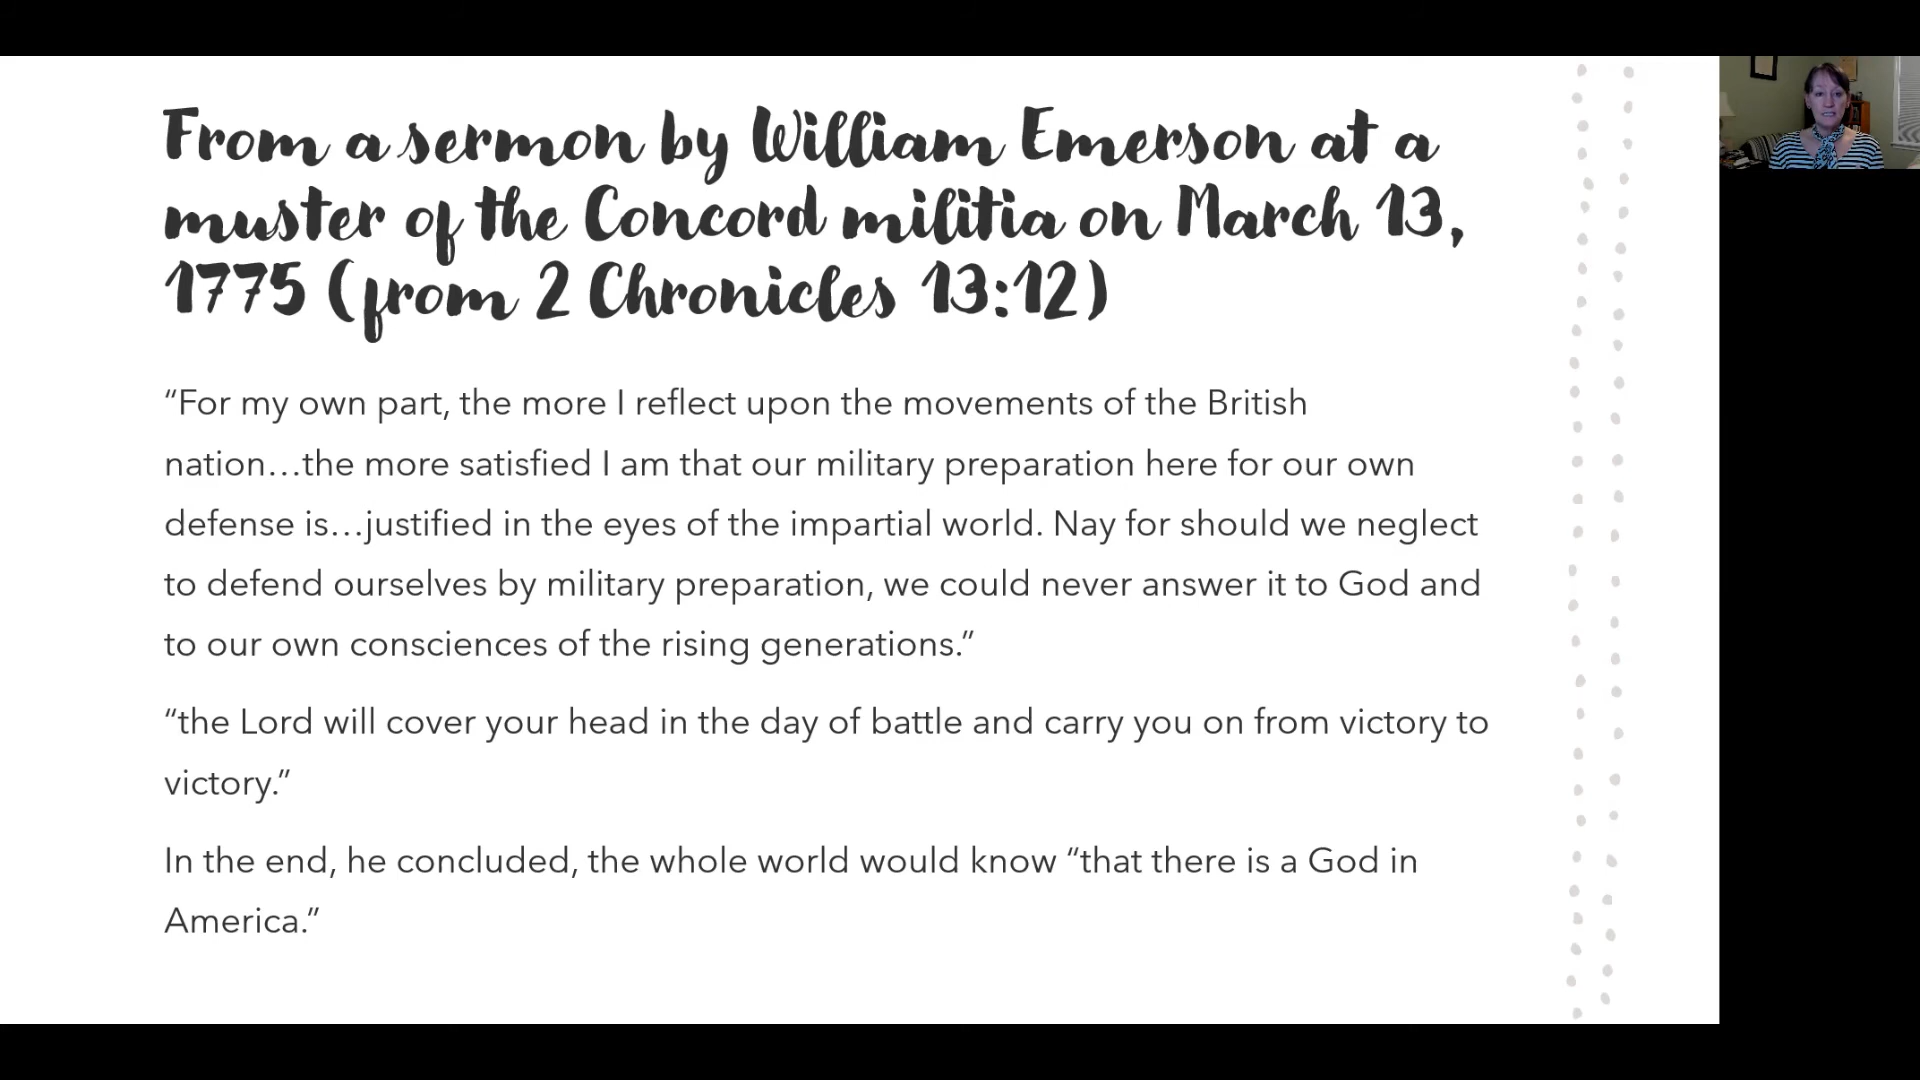 From a sermon by William Emerson at a
muster of the Concord militia on March 13,
1775 (from 2 Chronicles 13:12)
“For my own part, the more I reflect upon the movements of the British
nation…the more satisfied I am that our military preparation here for our own
defense is…justified in the eyes of the impartial world. Nay for should we neglect
to defend ourselves by military preparation, we could never answer it to God and
to our own consciences of the rising generations.”
“the Lord will cover your head in the day of battle and carry you on from victory to
victory.”
In the end, he concluded, the whole world would know “that there is a God in
America.”